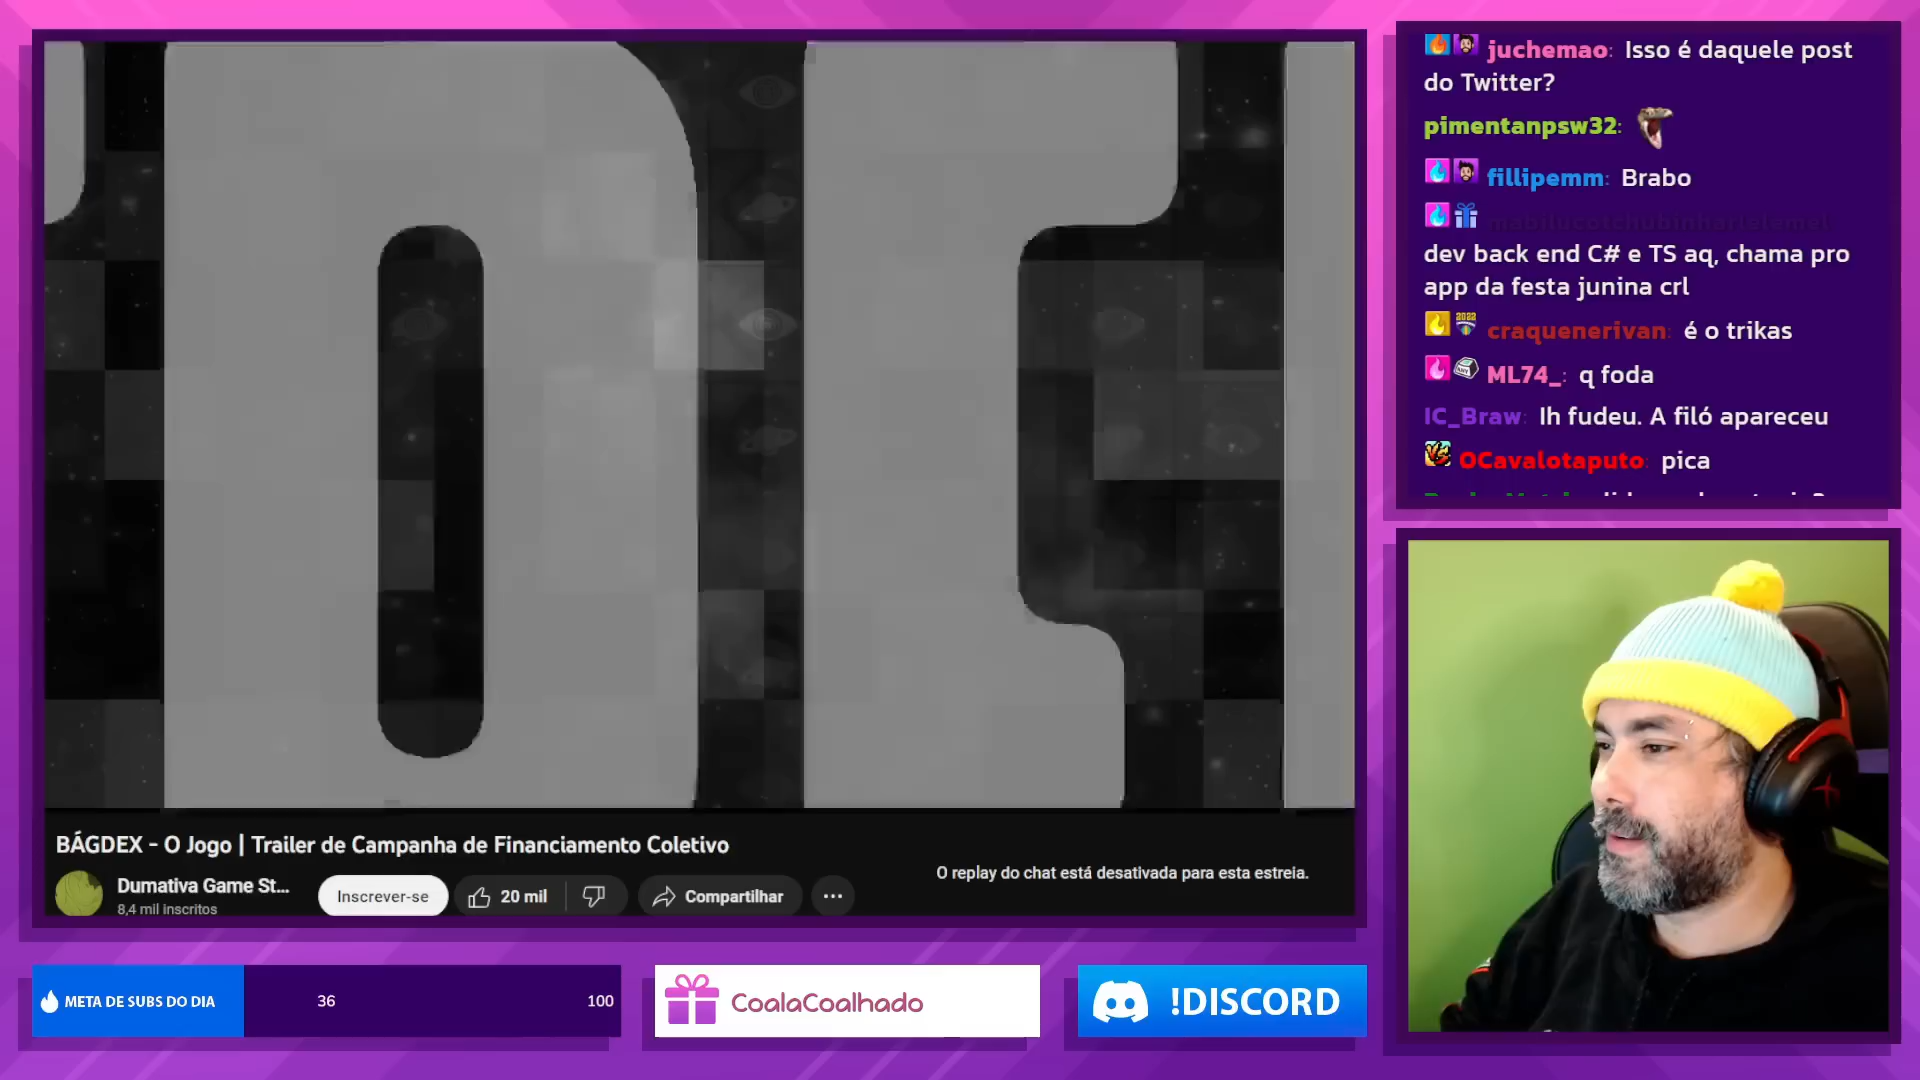 BÁGDEX - O Jogo | Trailer de Campanha de Financiamento Coletivo
Dumativa Game St...
8,4 mil inscritos
Inscrever-se
20 mil
Compartilhar
O replay do chat está desativada para esta estreia.
META DE SUBS DO DIA
36
100
CoalaCoalhado
!DISCORD
juchemao: Isso é daquele post
do Twitter?
pimentanpsw32:
fillipemm: Brabo
dev back end C# e TS aq, chama pro
app da festa junina crl
2022
craquenerivan: é o trikas
ML74_: q foda
IC_Braw: Ih fudeu. A filó apareceu
OCavalotaputo: pica